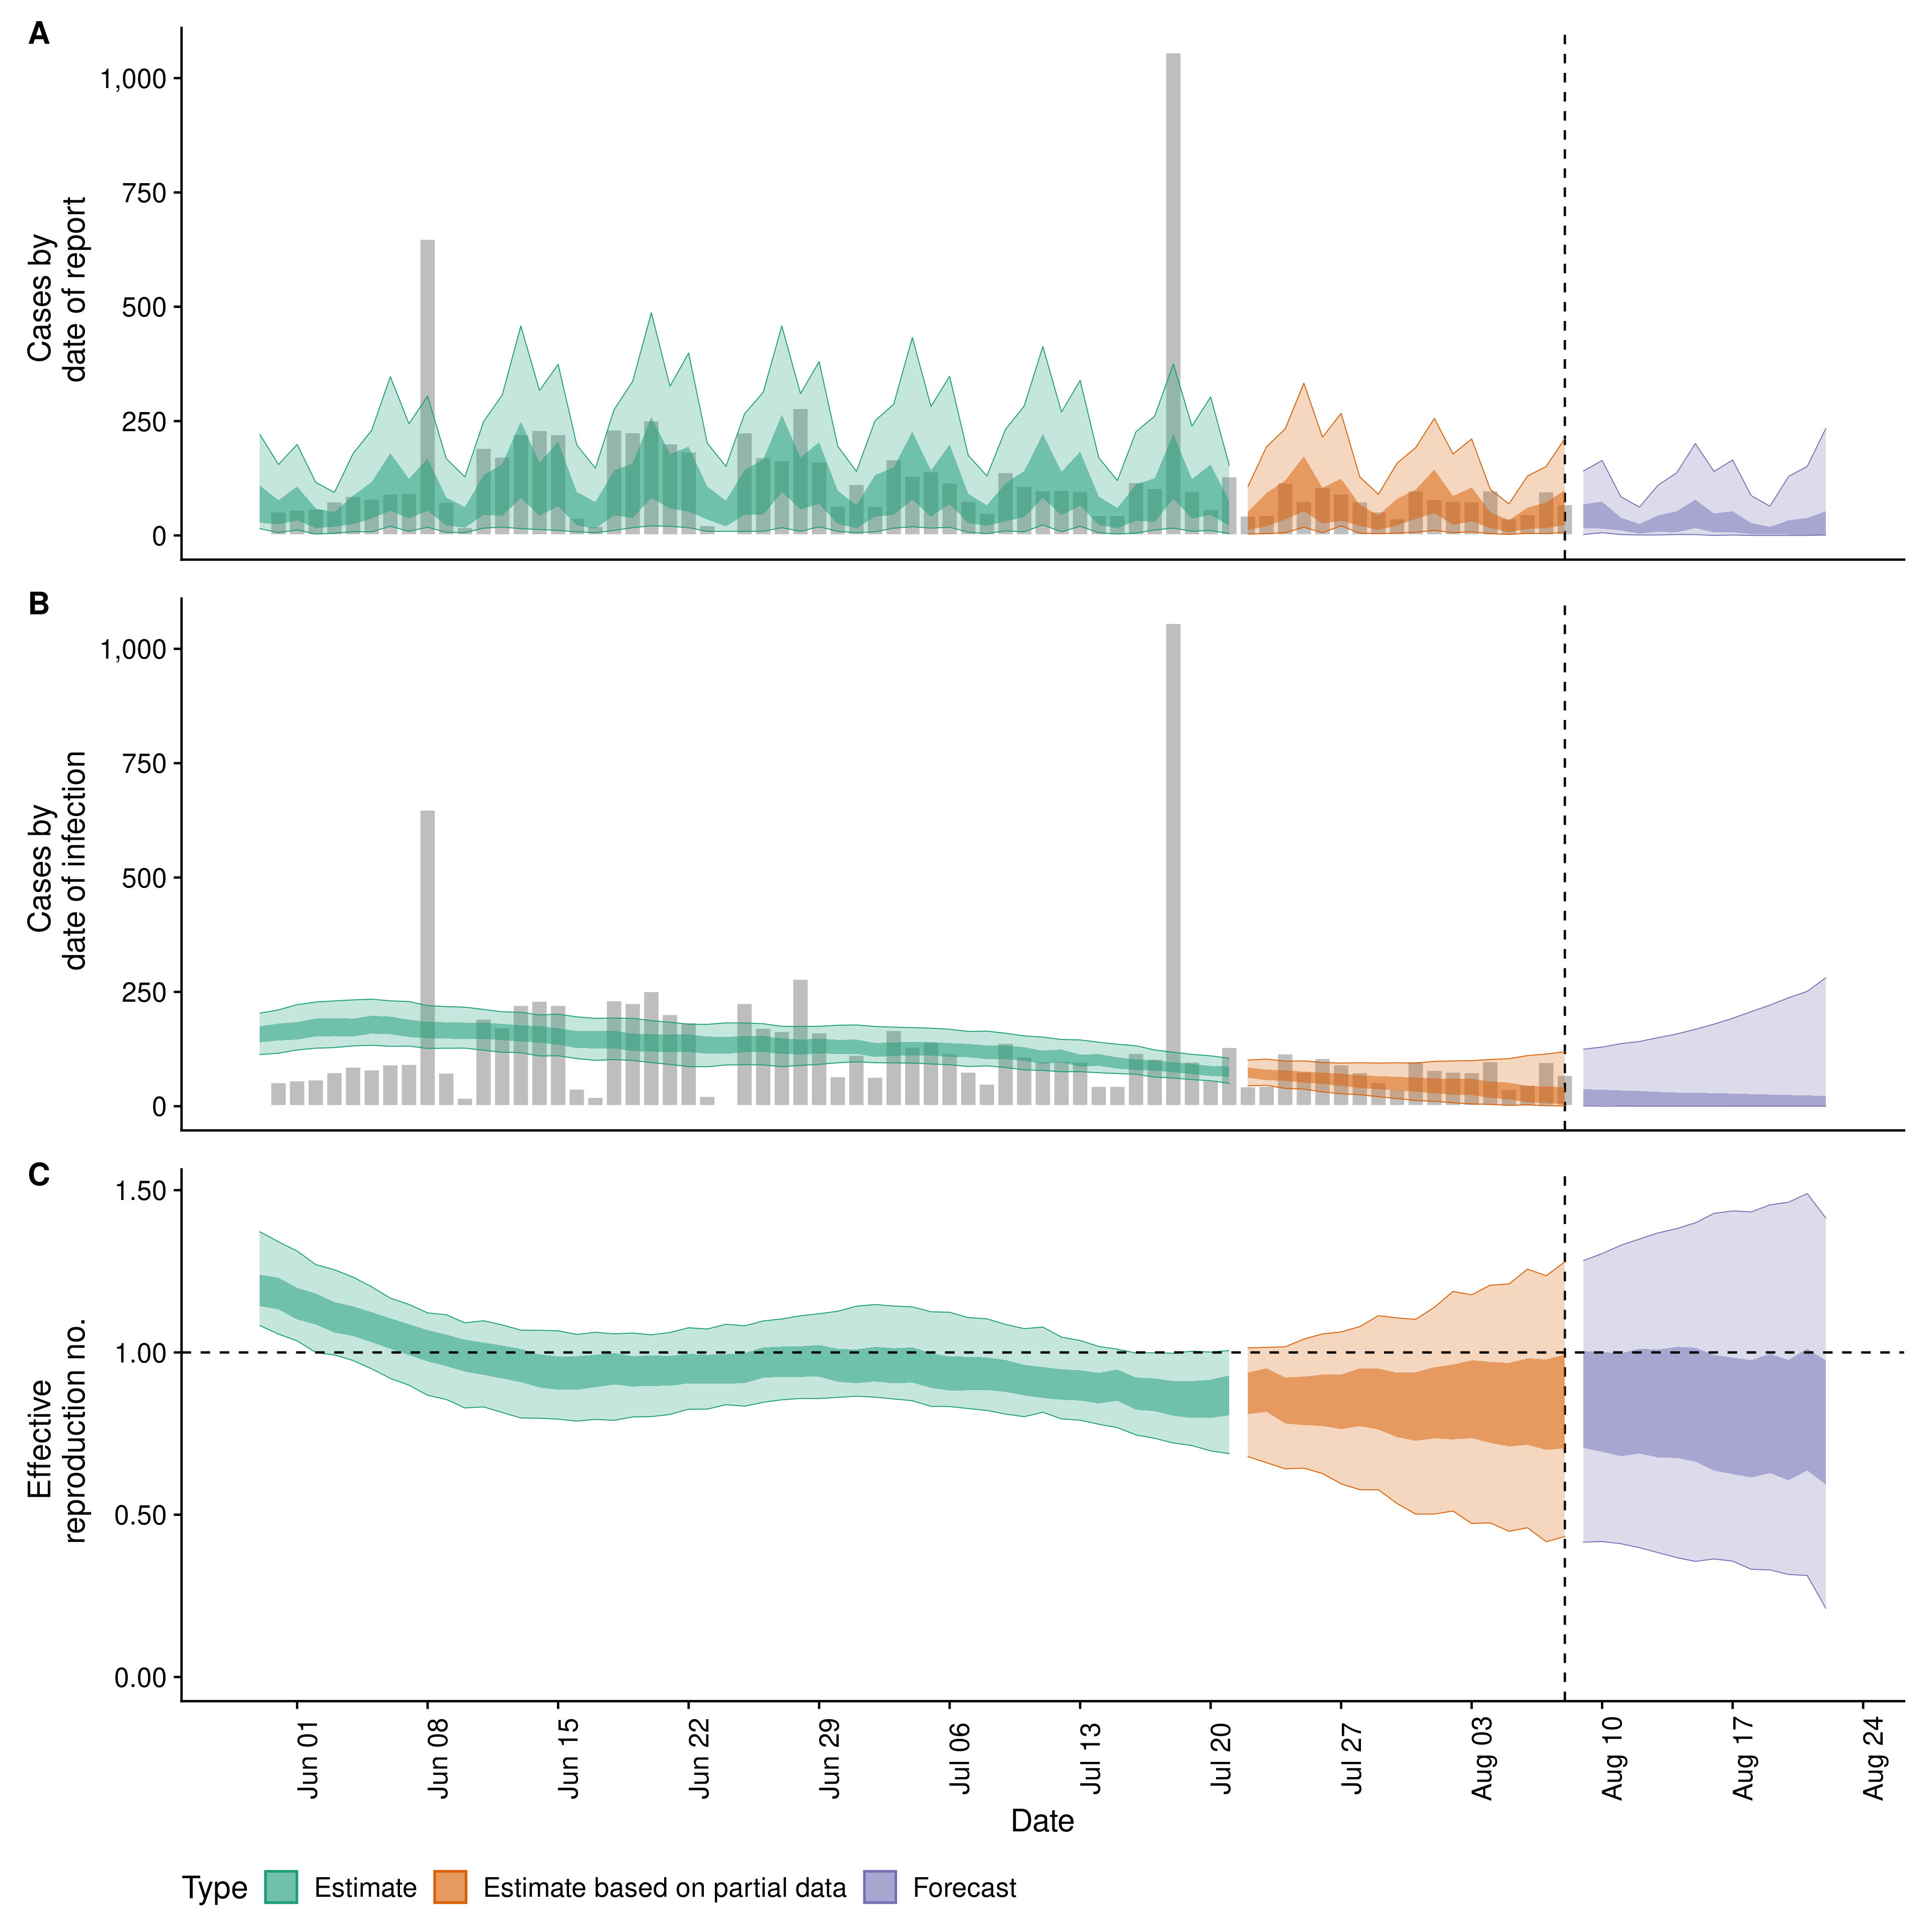 A
Cases by
date of report
1,000
750
500
250
0
B
Cases by
date of infection
1,000
750
500
250
0
C
Effective
reproduction no.
1.50
1.00
0.50
0.00
Jun 01
Jun 08
Jun 15
Jun 22
Jun 29
Jul 06
Jul 13
Jul 20
Jul 27
Aug 03
Aug 10
Aug 17
Aug 24
Date
Type Estimate Estimate based on partial data Forecast